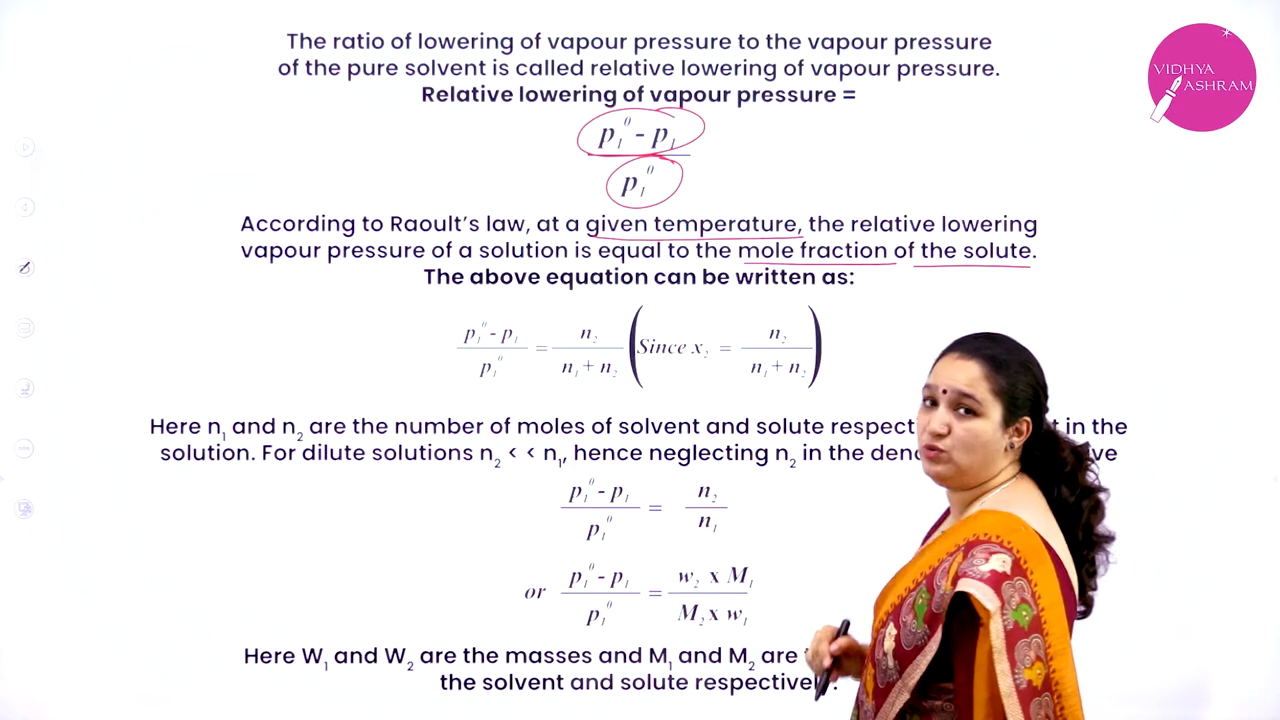 The ratio of lowering of vapour pressure to the vapour pressure
of the pure solvent is called relative lowering of vapour pressure.
Relative lowering of vapour pressure =
p₁⁰ - p₁
p₁⁰
VIDHYA
ASHRAM
According to Raoult's law, at a given temperature, the relative lowering
vapour pressure of a solution is equal to the mole fraction of the solute.
The above equation can be written as:
p₁⁰ - p₁ / p₁⁰ = n₂ / n₁ + n₂ (Since x₂ = n₂ / n₁ + n₂)
Here n₁ and n₂ are the number of moles of solvent and solute in the
solution. For dilute solutions n₂ < < n₁, hence neglecting n₂ in the
p₁⁰ - p₁ / p₁⁰ = n₂ / n₁
or p₁⁰ - p₁ / p₁⁰ = w₂ x M₁ / M₂ x w₁
Here W₁ and W₂ are the masses and M₁ and M₂ are
the solvent and solute